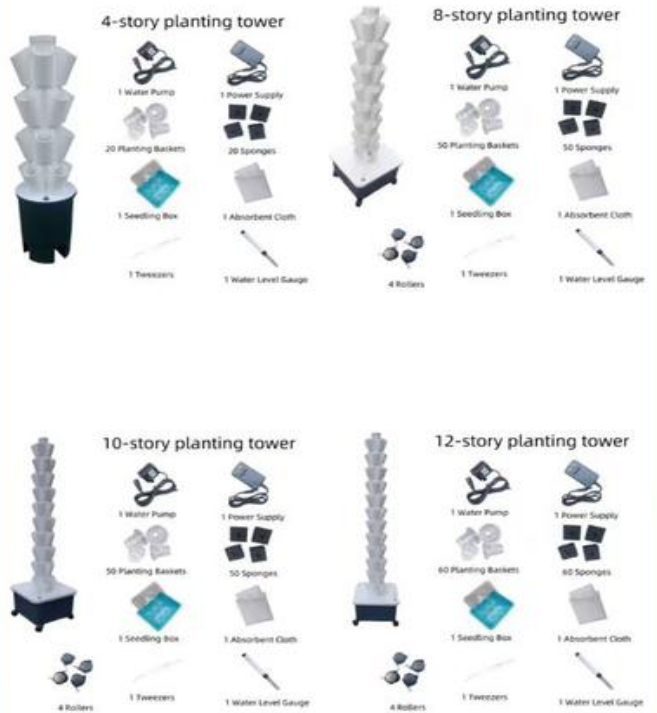 4-story planting tower
1 Water Pump
1 Power Supply
20 Planting Baskets
20 Sponges
1 Seedling Box
1 Absorbent Cloth
1 Tweezers
1 Water Level Gauge
8-story planting tower
1 Water Pump
1 Power Supply
50 Planting Baskets
50 Sponges
1 Seedling Box
1 Absorbent Cloth
4 Rollers
1 Tweezers
1 Water Level Gauge
10-story planting tower
1 Water Pump
1 Power Supply
50 Planting Baskets
50 Sponges
1 Seedling Box
1 Absorbent Cloth
4 Rollers
1 Tweezers
1 Water Level Gauge
12-story planting tower
1 Water Pump
1 Power Supply
60 Planting Baskets
60 Sponges
1 Seedling Box
1 Absorbent Cloth
4 Rollers
1 Tweezers
1 Water Level Gauge